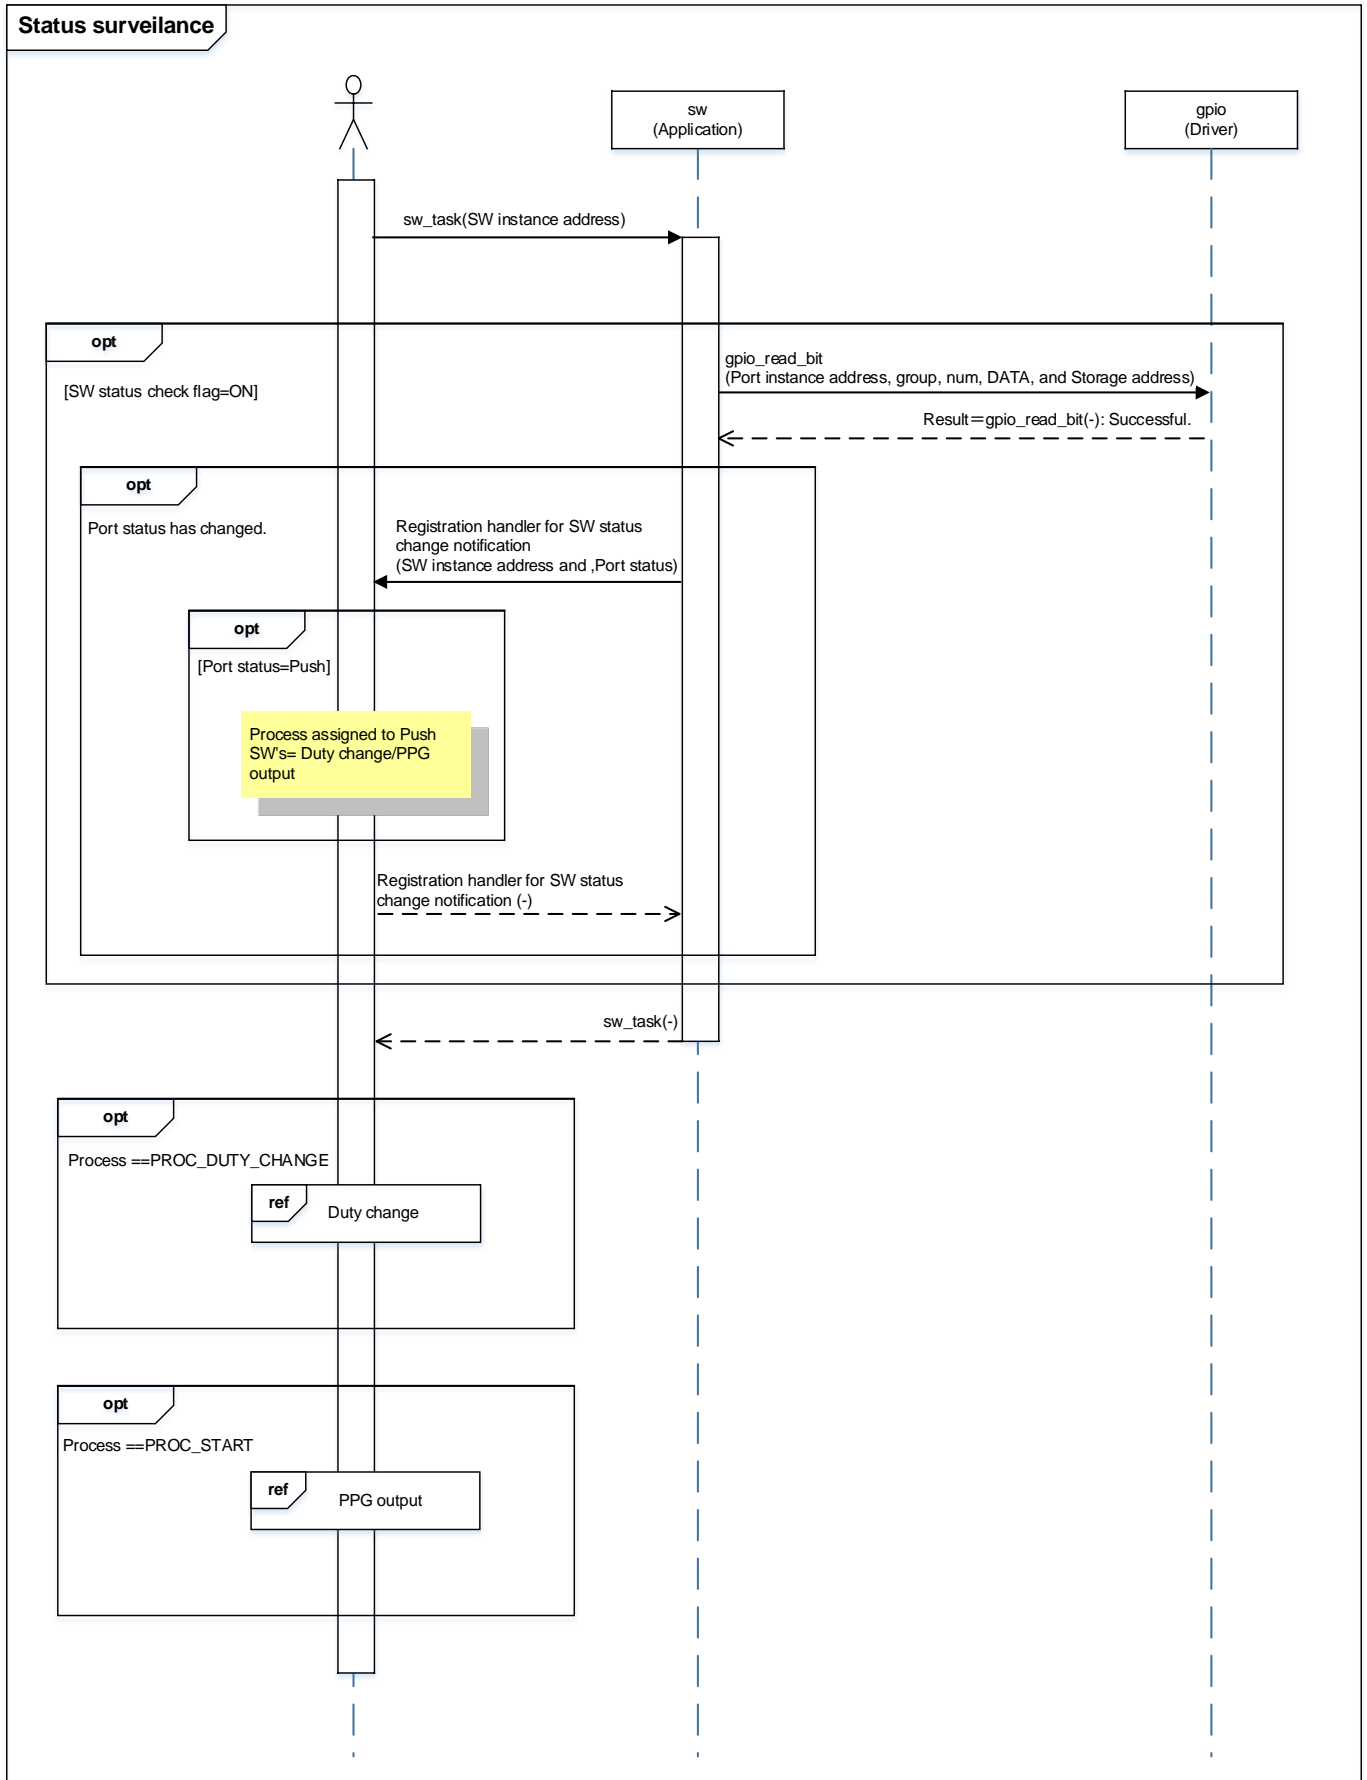 Status surveilance
sw
(Application)
gpio
(Driver)
sw_task(SW instance address)
opt
[SW status check flag=ON]
gpio_read_bit
(Port instance address, group, num, DATA, and Storage address)
Result＝gpio_read_bit(-): Successful.
opt
Port status has changed.
Registration handler for SW status
change notification
(SW instance address and ,Port status)
opt
[Port status=Push]
Process assigned to Push
SW's= Duty change/PPG
output
Registration handler for SW status
change notification (-)
sw_task(-)
opt
Process ==PROC_DUTY_CHANGE
ref
Duty change
opt
Process ==PROC_START
ref
PPG output